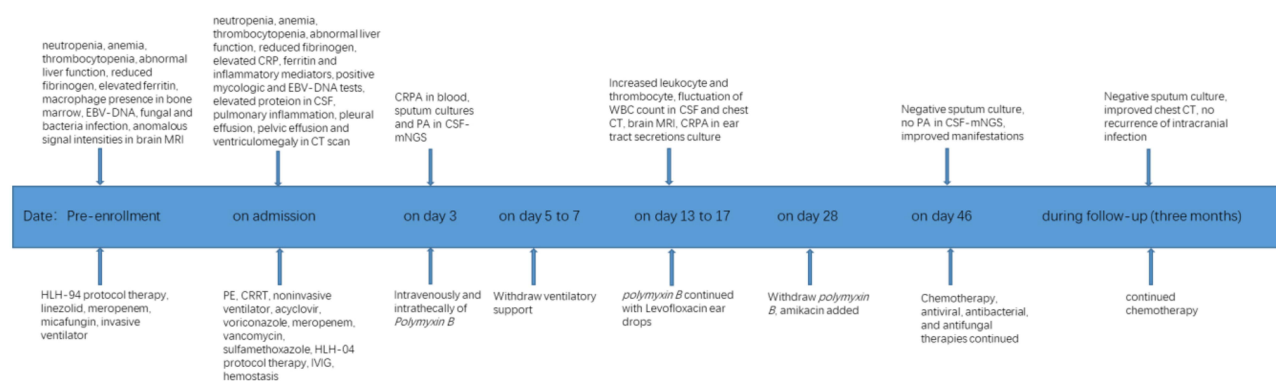 neutropenia, anemia,
thrombocytopenia, abnormal
liver function, reduced
fibrinogen, elevated ferritin,
macrophage presence in bone
marrow, EBV-DNA, fungal and
bacteria infection, anomalous
signal intensities in brain MRI
neutropenia, anemia,
thrombocytopenia, abnormal liver
function, reduced fibrinogen,
elevated CRP, ferritin and
inflammatory mediators, positive
mycologic and EBV-DNA tests,
elevated proteion in CSF,
pulmonary inflammation, pleural
effusion, pelvic effusion and
ventriculomegaly in CT scan
CRPA in blood,
sputum cultures
and PA in CSF-
mNGS
Increased leukocyte and
thrombocyte, fluctuation of
WBC count in CSF and chest
CT, brain MRI, CRPA in ear
tract secretions culture
Negative sputum culture,
no PA in CSF-mNGS,
improved manifestations
Negative sputum culture,
improved chest CT, no
recurrence of intracranial
infection
Date: Pre-enrollment
on admission
on day 3
on day 5 to 7
on day 13 to 17
on day 28
on day 46
during follow-up (three months)
HLH-94 protocol therapy,
linezolid, meropenem,
micafungin, invasive
ventilator
PE, CRRT, noninvasive
ventilator, acyclovir,
voriconazole, meropenem,
vancomycin,
sulfamethoxazole, HLH-04
protocol therapy, IVIG,
hemostasis
Intravenously and
intrathecally of
Polymyxin B
Withdraw ventilatory
support
polymyxin B continued
with Levofloxacin ear
drops
Withdraw polymyxin
B, amikacin added
Chemotherapy,
antiviral, antibacterial,
and antifungal
therapies continued
continued
chemotherapy